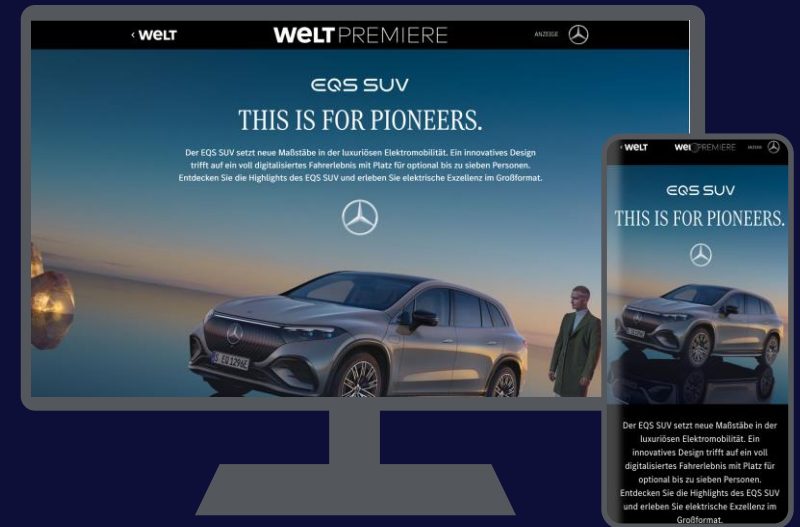 ‹ WELT
WELTPREMIERE
ANZEIGE
EQS SUV
THIS IS FOR PIONEERS.
Der EQS SUV setzt neue Maßstäbe in der luxuriösen Elektromobilität. Ein innovatives Design
trifft auf ein voll digitalisiertes Fahrerlebnis mit Platz für optional bis zu sieben Personen.
Entdecken Sie die Highlights des EQS SUV und erleben Sie elektrische Exzellenz im Großformat.
S EQ 1296E
‹ WELT
WELTPREMIERE
ANZEIGE
EQS SUV
THIS IS FOR PIONEERS.
Der EQS SUV setzt neue Maßstäbe in der
luxuriösen Elektromobilität. Ein
innovatives Design trifft auf ein voll
digitalisiertes Fahrerlebnis mit Platz für
optional bis zu sieben Personen.
Entdecken Sie die Highlights des EQS SUV
und erleben Sie elektrische Exzellenz im
Großformat.